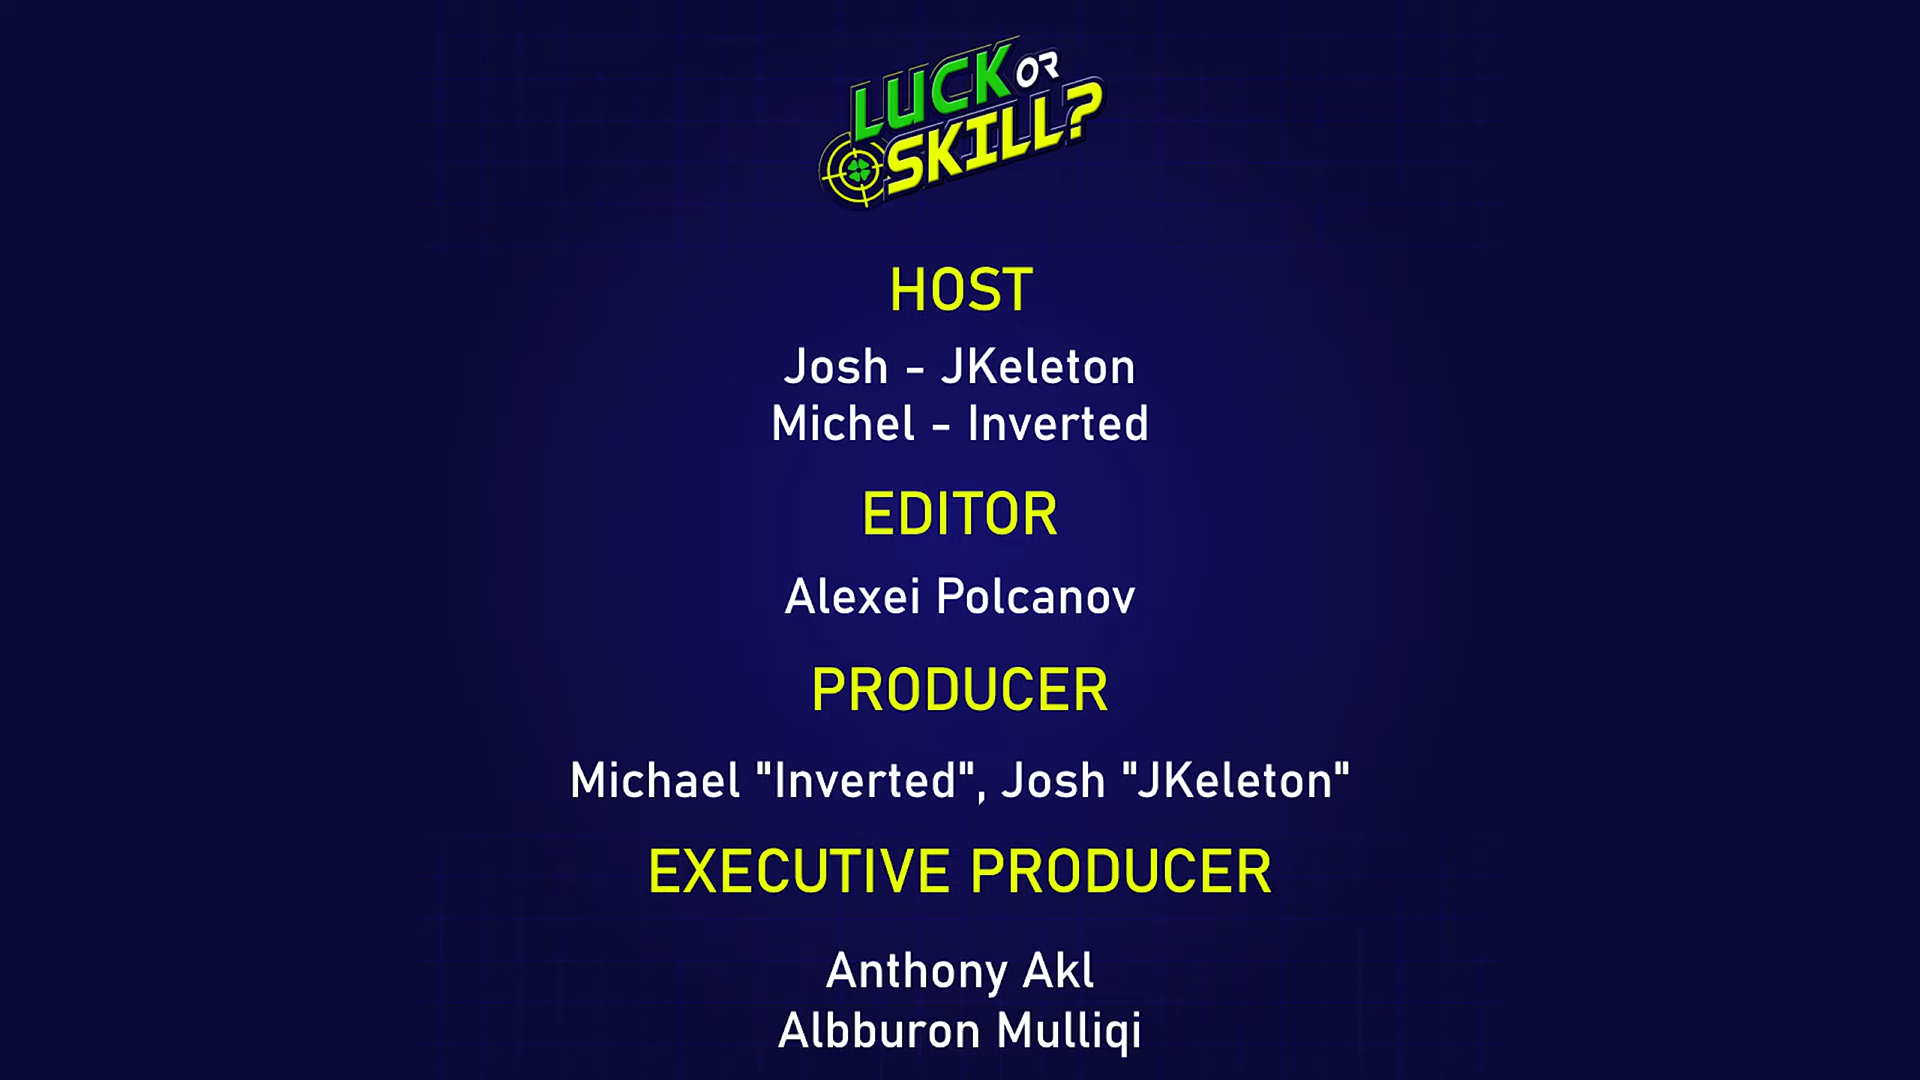 LUCK OR
SKILL?
HOST
Josh - JKeleton
Michel - Inverted
EDITOR
Alexei Polcanov
PRODUCER
Michael "Inverted", Josh "JKeleton"
EXECUTIVE PRODUCER
Anthony Akl
Albburon Mulliqi